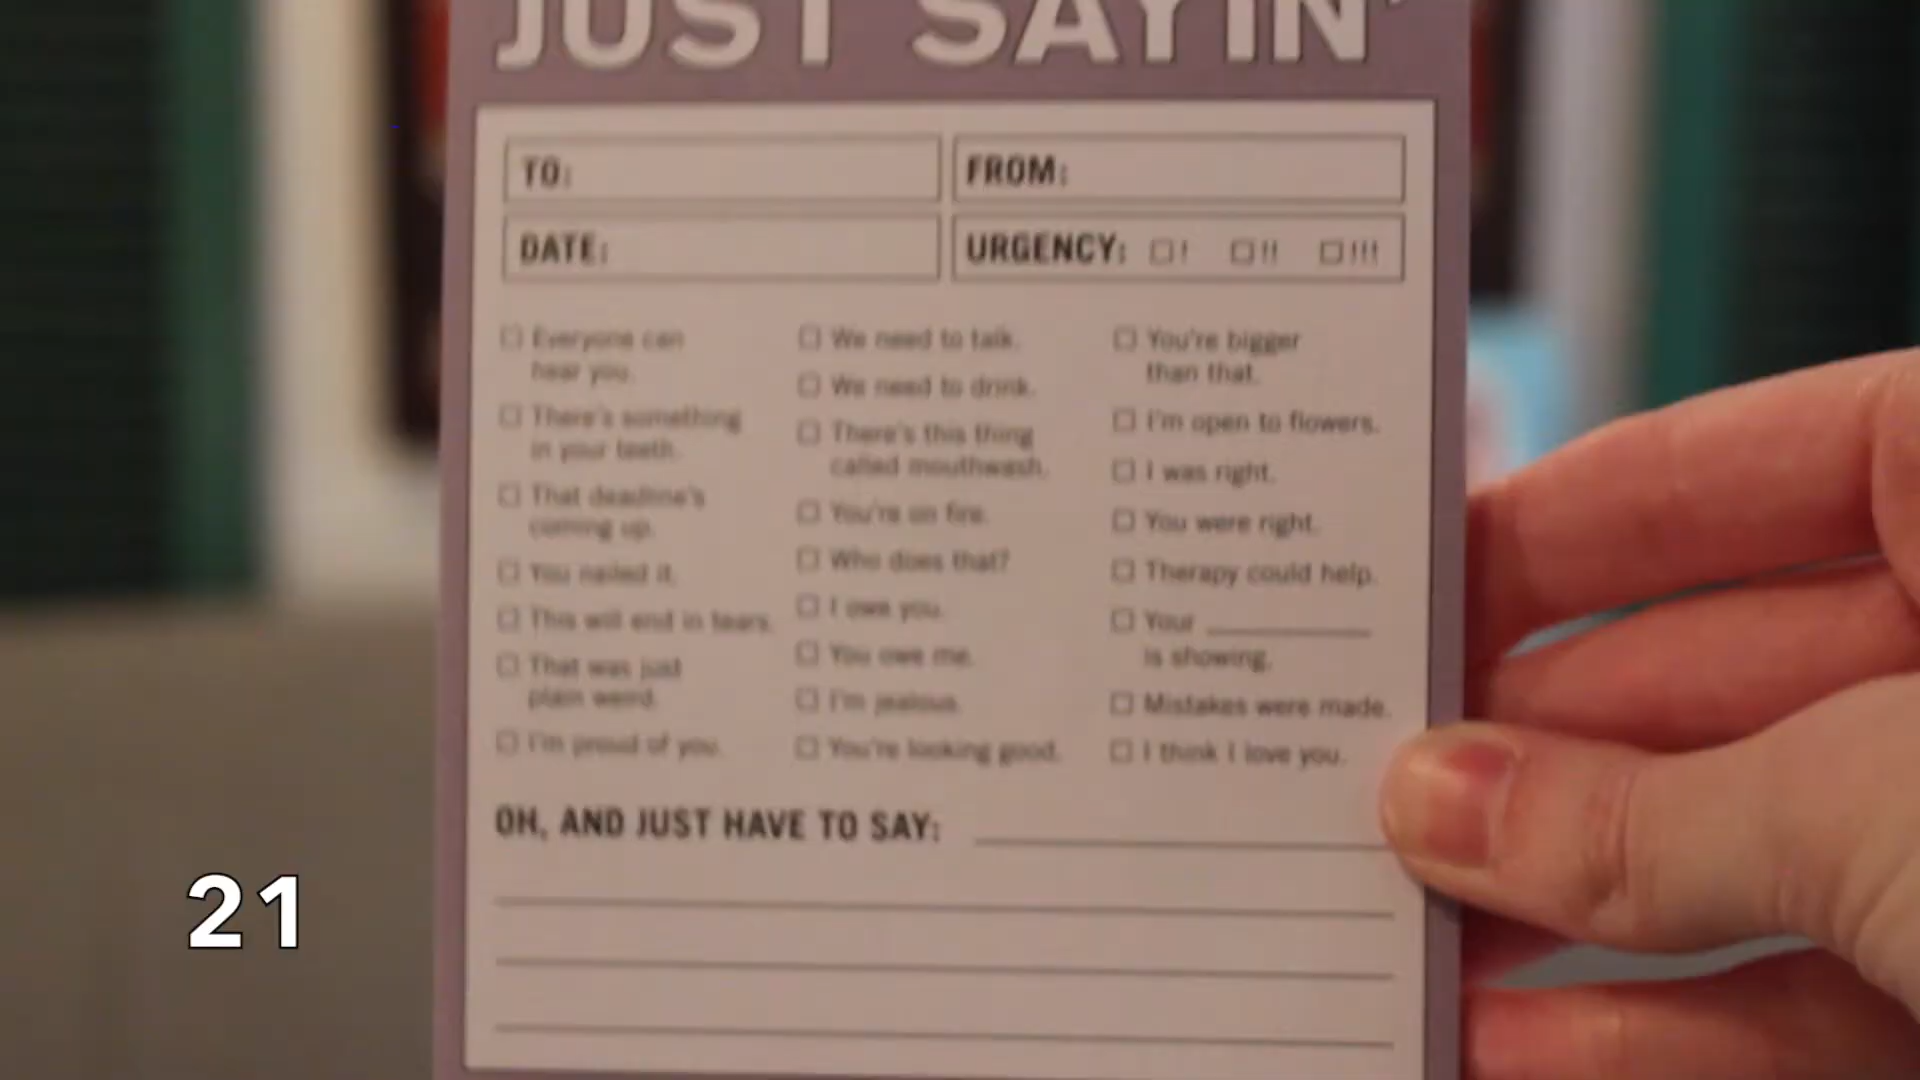 JUST SAYIN'
TO:
FROM:
DATE:
URGENCY: ! !! !!!
Everyone can
hear you.
There's something
in your teeth.
That deadline's
coming up.
You nailed it.
This will end in tears.
That was just
plain weird.
I'm proud of you.
We need to talk.
We need to drink.
There's this thing
called mouthwash.
You're on fire.
Who does that?
I owe you.
You owe me.
I'm jealous.
You're looking good.
You're bigger
than that.
I'm open to flowers.
I was right.
You were right.
Therapy could help.
Your ____________
is showing.
Mistakes were made.
I think I love you.
OH, AND JUST HAVE TO SAY:
21